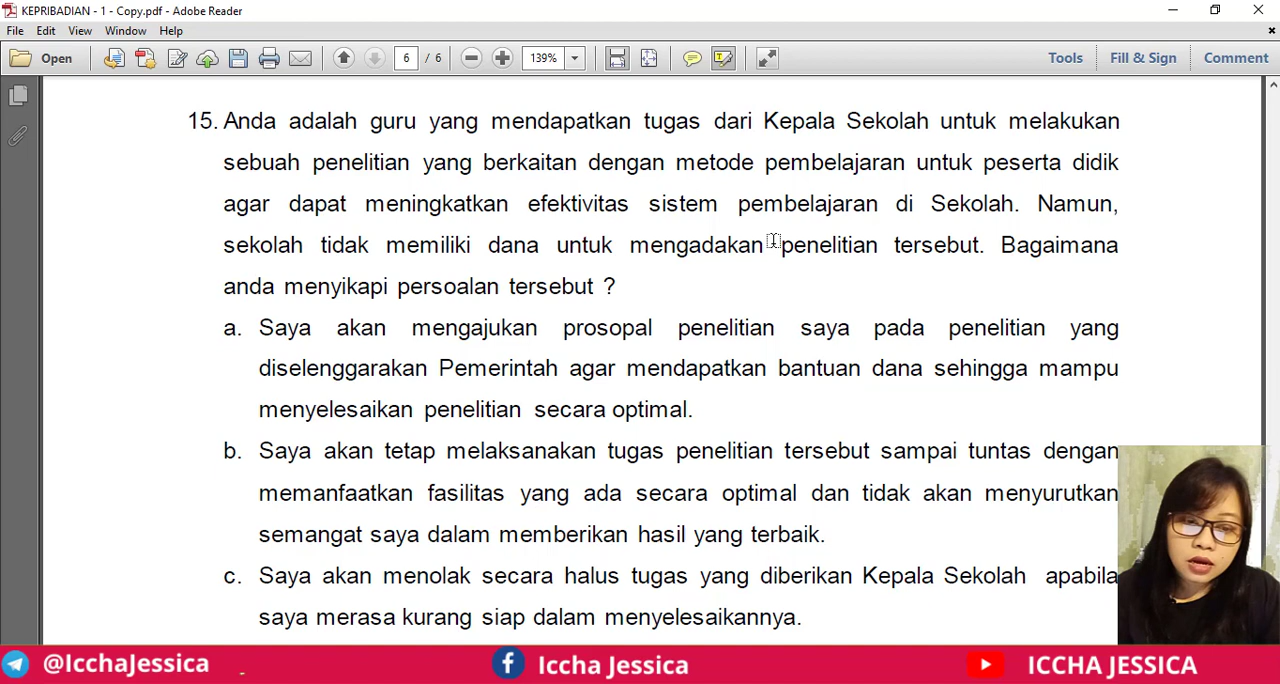 KEPRIBADIAN - 1 - Copy.pdf - Adobe Reader
File Edit View Window Help
Open 6 / 6 139% Tools Fill & Sign Comment
15. Anda adalah guru yang mendapatkan tugas dari Kepala Sekolah untuk melakukan
sebuah penelitian yang berkaitan dengan metode pembelajaran untuk peserta didik
agar dapat meningkatkan efektivitas sistem pembelajaran di Sekolah. Namun,
sekolah tidak memiliki dana untuk mengadakan penelitian tersebut. Bagaimana
anda menyikapi persoalan tersebut ?
a. Saya akan mengajukan prosopal penelitian saya pada penelitian yang
diselenggarakan Pemerintah agar mendapatkan bantuan dana sehingga mampu
menyelesaikan penelitian secara optimal.
b. Saya akan tetap melaksanakan tugas penelitian tersebut sampai tuntas dengan
memanfaatkan fasilitas yang ada secara optimal dan tidak akan menyurutkan
semangat saya dalam memberikan hasil yang terbaik.
c. Saya akan menolak secara halus tugas yang diberikan Kepala Sekolah apabila
saya merasa kurang siap dalam menyelesaikannya.
@IcchaJessica Iccha Jessica ICCHA JESSICA